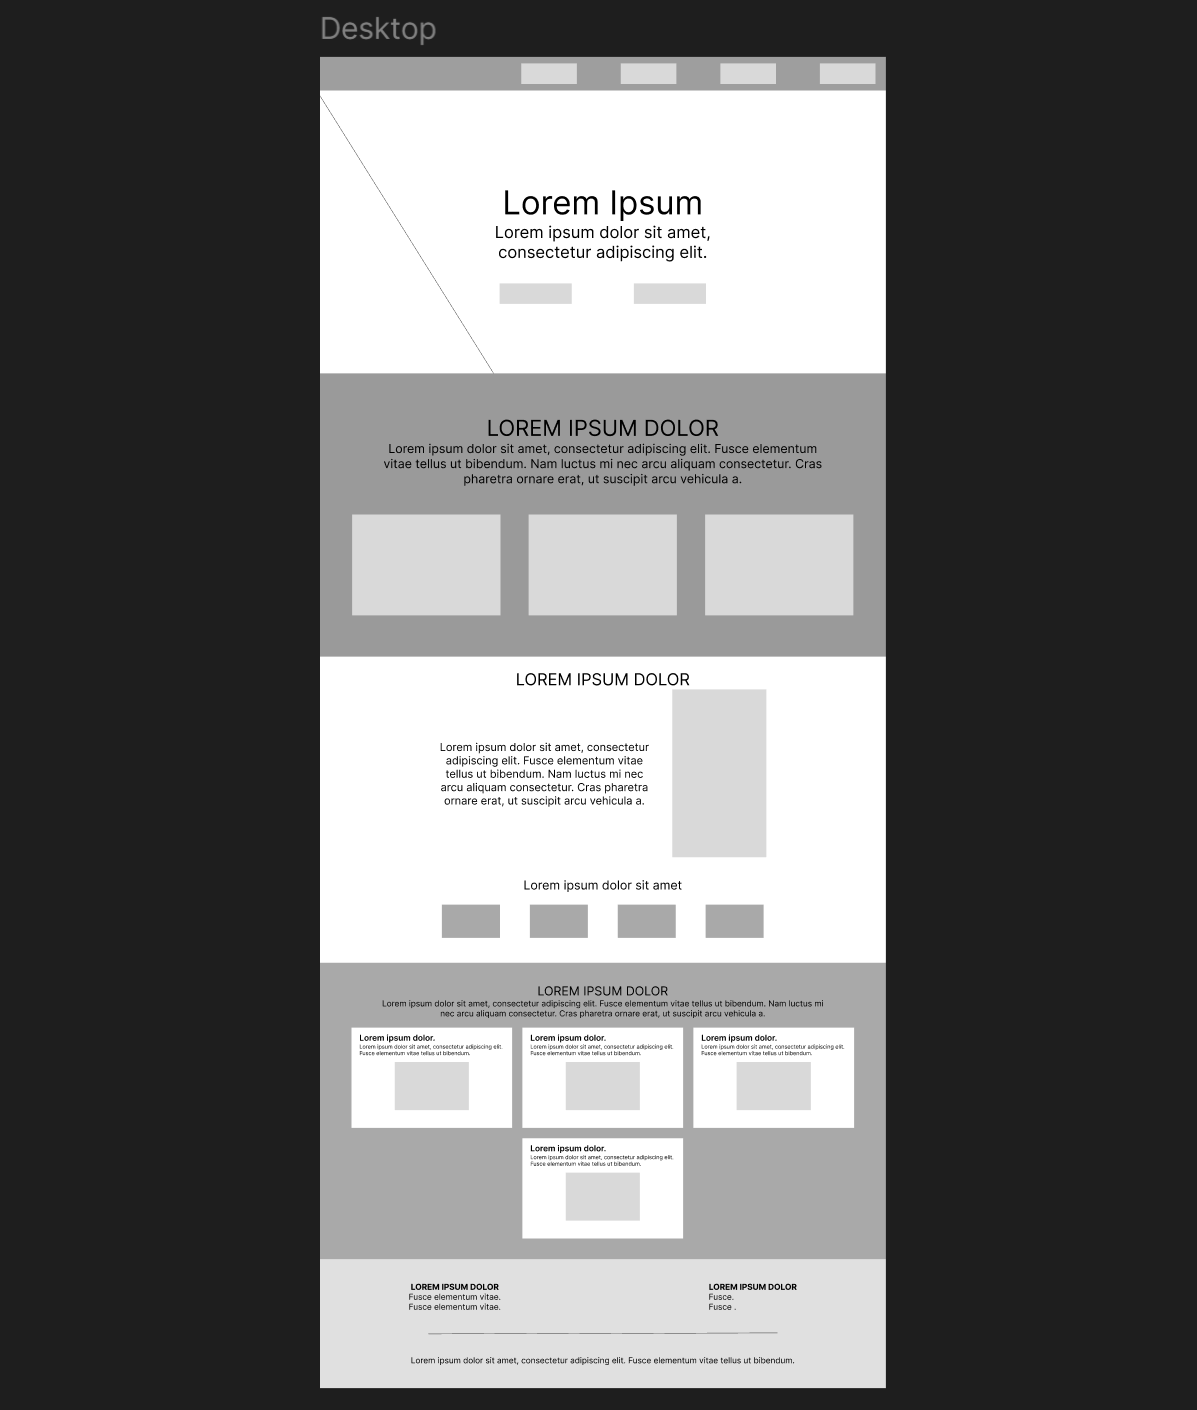 Desktop
Lorem Ipsum
Lorem ipsum dolor sit amet,
consectetur adipiscing elit.
LOREM IPSUM DOLOR
Lorem ipsum dolor sit amet, consectetur adipiscing elit. Fusce elementum
vitae tellus ut bibendum. Nam luctus mi nec arcu aliquam consectetur. Cras
pharetra ornare erat, ut suscipit arcu vehicula a.
LOREM IPSUM DOLOR
Lorem ipsum dolor sit amet, consectetur
adipiscing elit. Fusce elementum vitae
tellus ut bibendum. Nam luctus mi nec
arcu aliquam consectetur. Cras pharetra
ornare erat, ut suscipit arcu vehicula a.
Lorem ipsum dolor sit amet
LOREM IPSUM DOLOR
Lorem ipsum dolor sit amet, consectetur adipiscing elit. Fusce elementum vitae tellus ut bibendum. Nam luctus mi
nec arcu aliquam consectetur. Cras pharetra ornare erat, ut suscipit arcu vehicula a.
Lorem ipsum dolor.
Lorem ipsum dolor sit amet, consectetur adipiscing elit.
Fusce elementum vitae tellus ut bibendum.
Lorem ipsum dolor.
Lorem ipsum dolor sit amet, consectetur adipiscing elit.
Fusce elementum vitae tellus ut bibendum.
Lorem ipsum dolor.
Lorem ipsum dolor sit amet, consectetur adipiscing elit.
Fusce elementum vitae tellus ut bibendum.
Lorem ipsum dolor.
Lorem ipsum dolor sit amet, consectetur adipiscing elit.
Fusce elementum vitae tellus ut bibendum.
LOREM IPSUM DOLOR
Fusce elementum vitae.
Fusce elementum vitae.
LOREM IPSUM DOLOR
Fusce.
Fusce .
Lorem ipsum dolor sit amet, consectetur adipiscing elit. Fusce elementum vitae tellus ut bibendum.